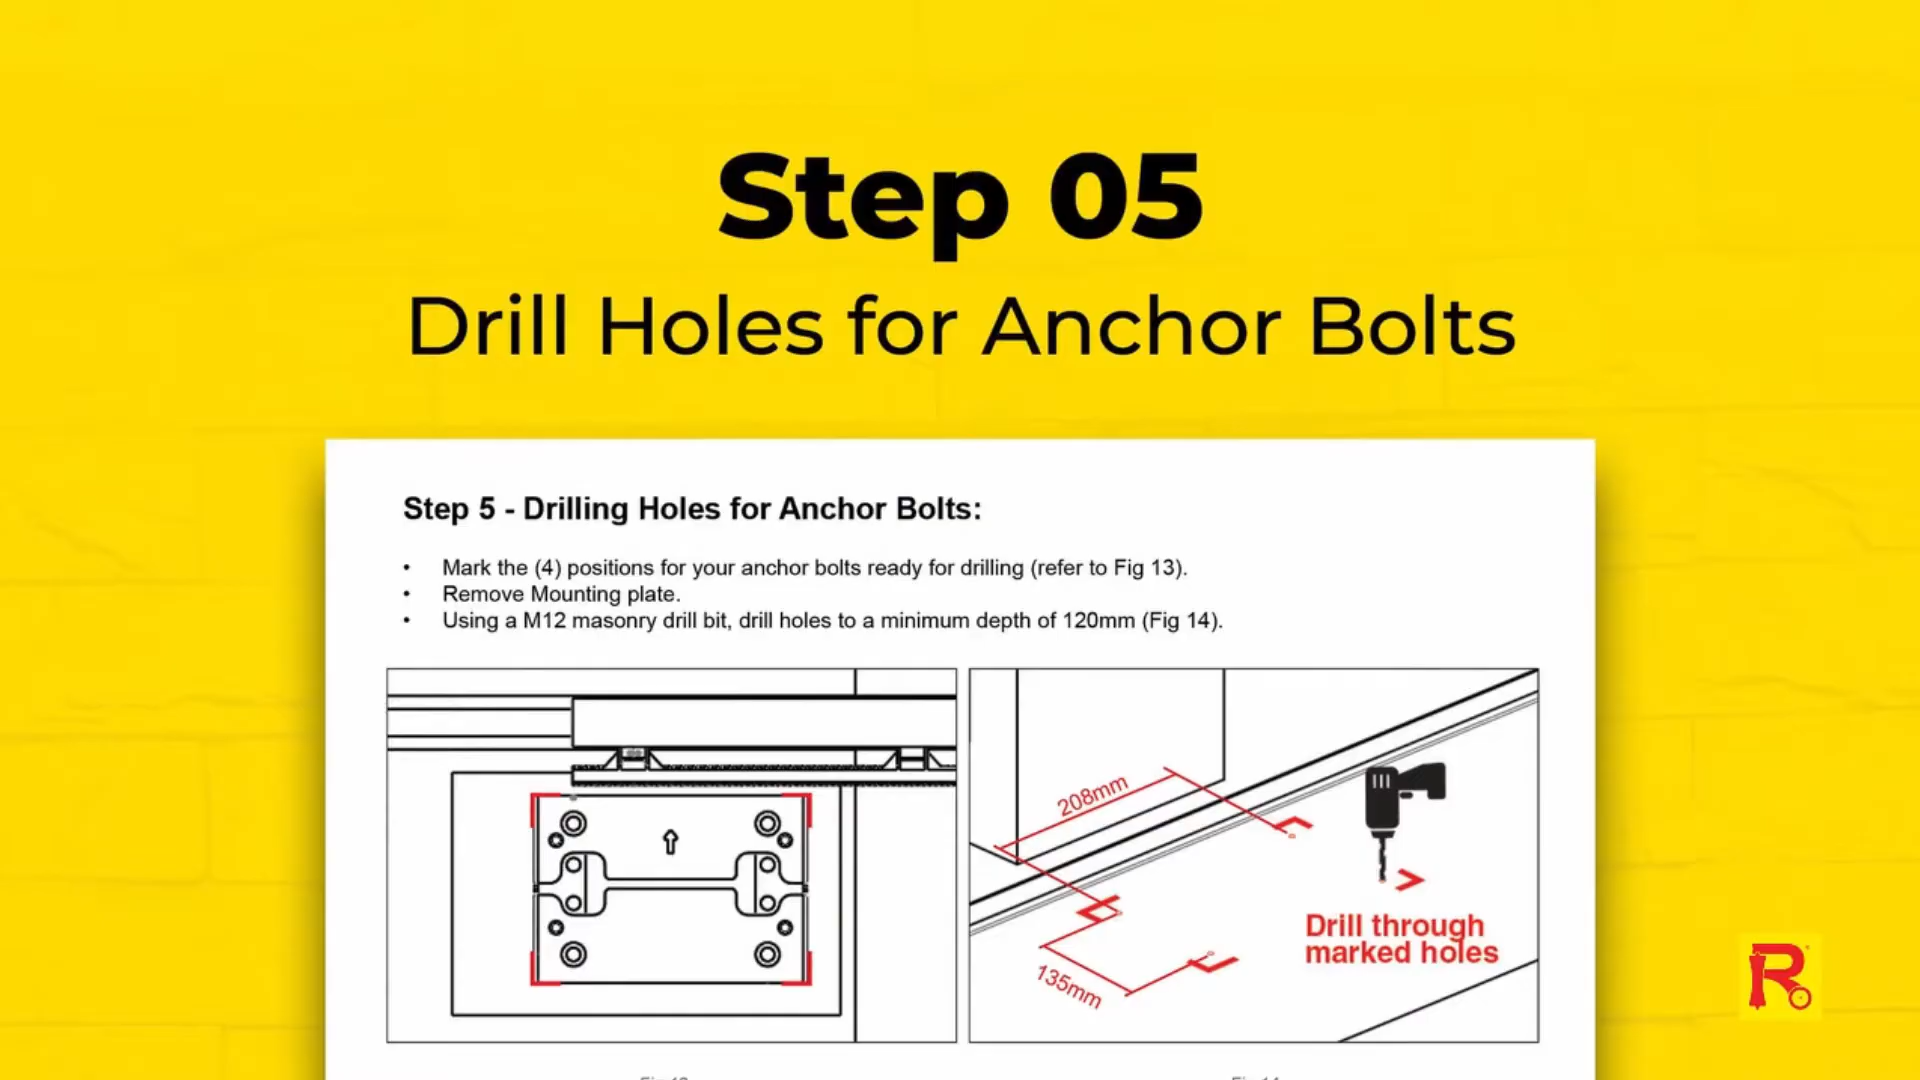 Step 05
Drill Holes for Anchor Bolts
Step 5 - Drilling Holes for Anchor Bolts:
• Mark the (4) positions for your anchor bolts ready for drilling (refer to Fig 13).
• Remove Mounting plate.
• Using a M12 masonry drill bit, drill holes to a minimum depth of 120mm (Fig 14).
208mm
135mm
Drill through
marked holes
R